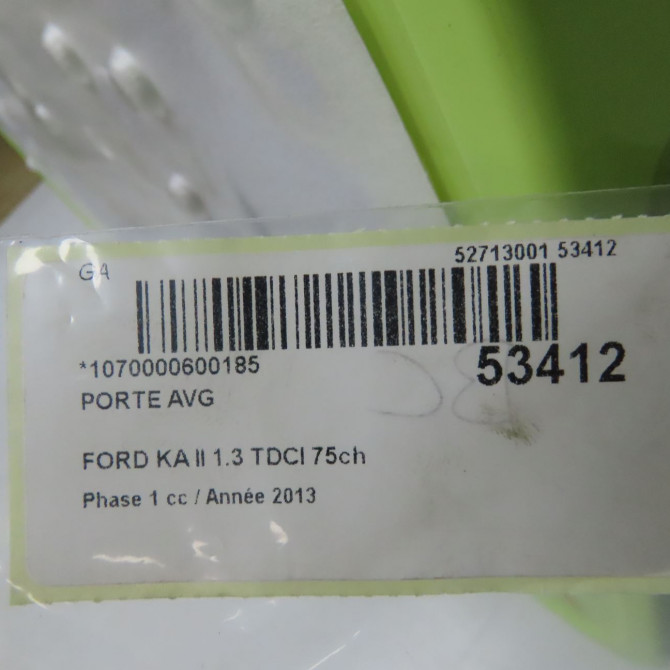 G4
52713001 53412
*1070000600185
53412
PORTE AVG
FORD KA II 1.3 TDCI 75ch
Phase 1 cc / Année 2013